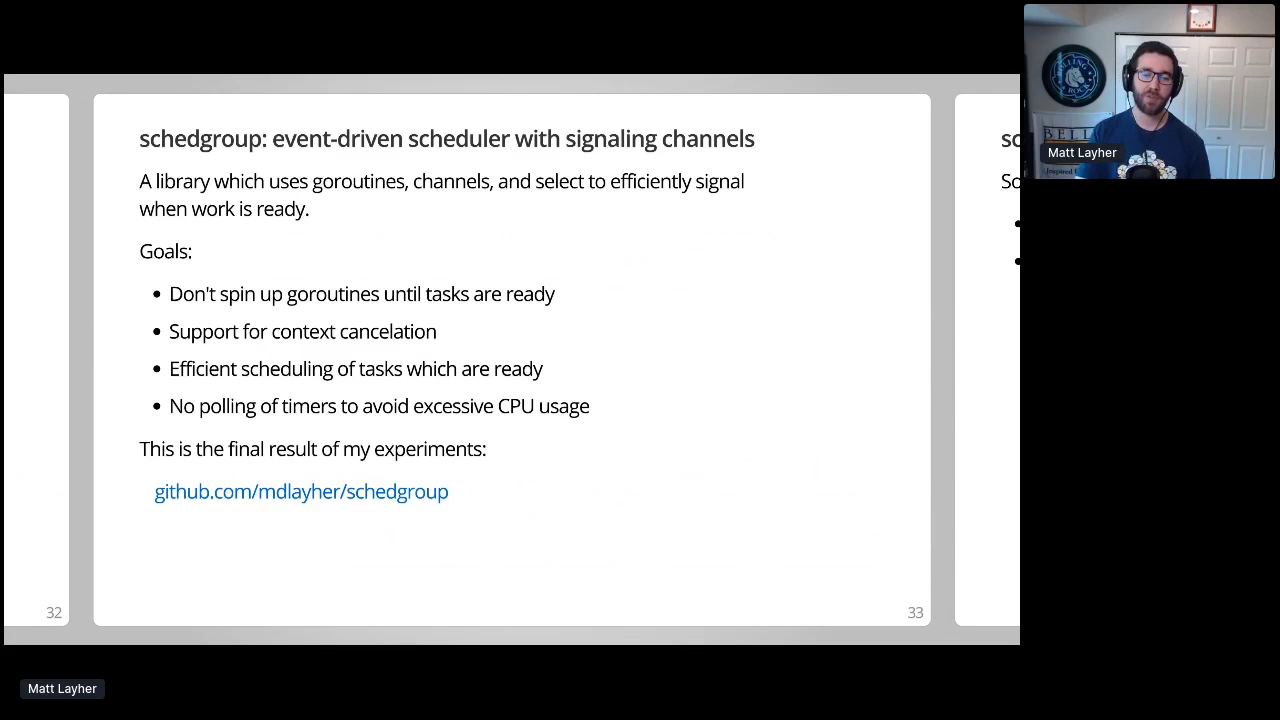 schedgroup: event-driven scheduler with signaling channels
A library which uses goroutines, channels, and select to efficiently signal
when work is ready.
Goals:
• Don't spin up goroutines until tasks are ready
• Support for context cancelation
• Efficient scheduling of tasks which are ready
• No polling of timers to avoid excessive CPU usage
This is the final result of my experiments:
github.com/mdlayher/schedgroup
32
33
sc
So
ROCK
BELL
Matt Layher
Matt Layher